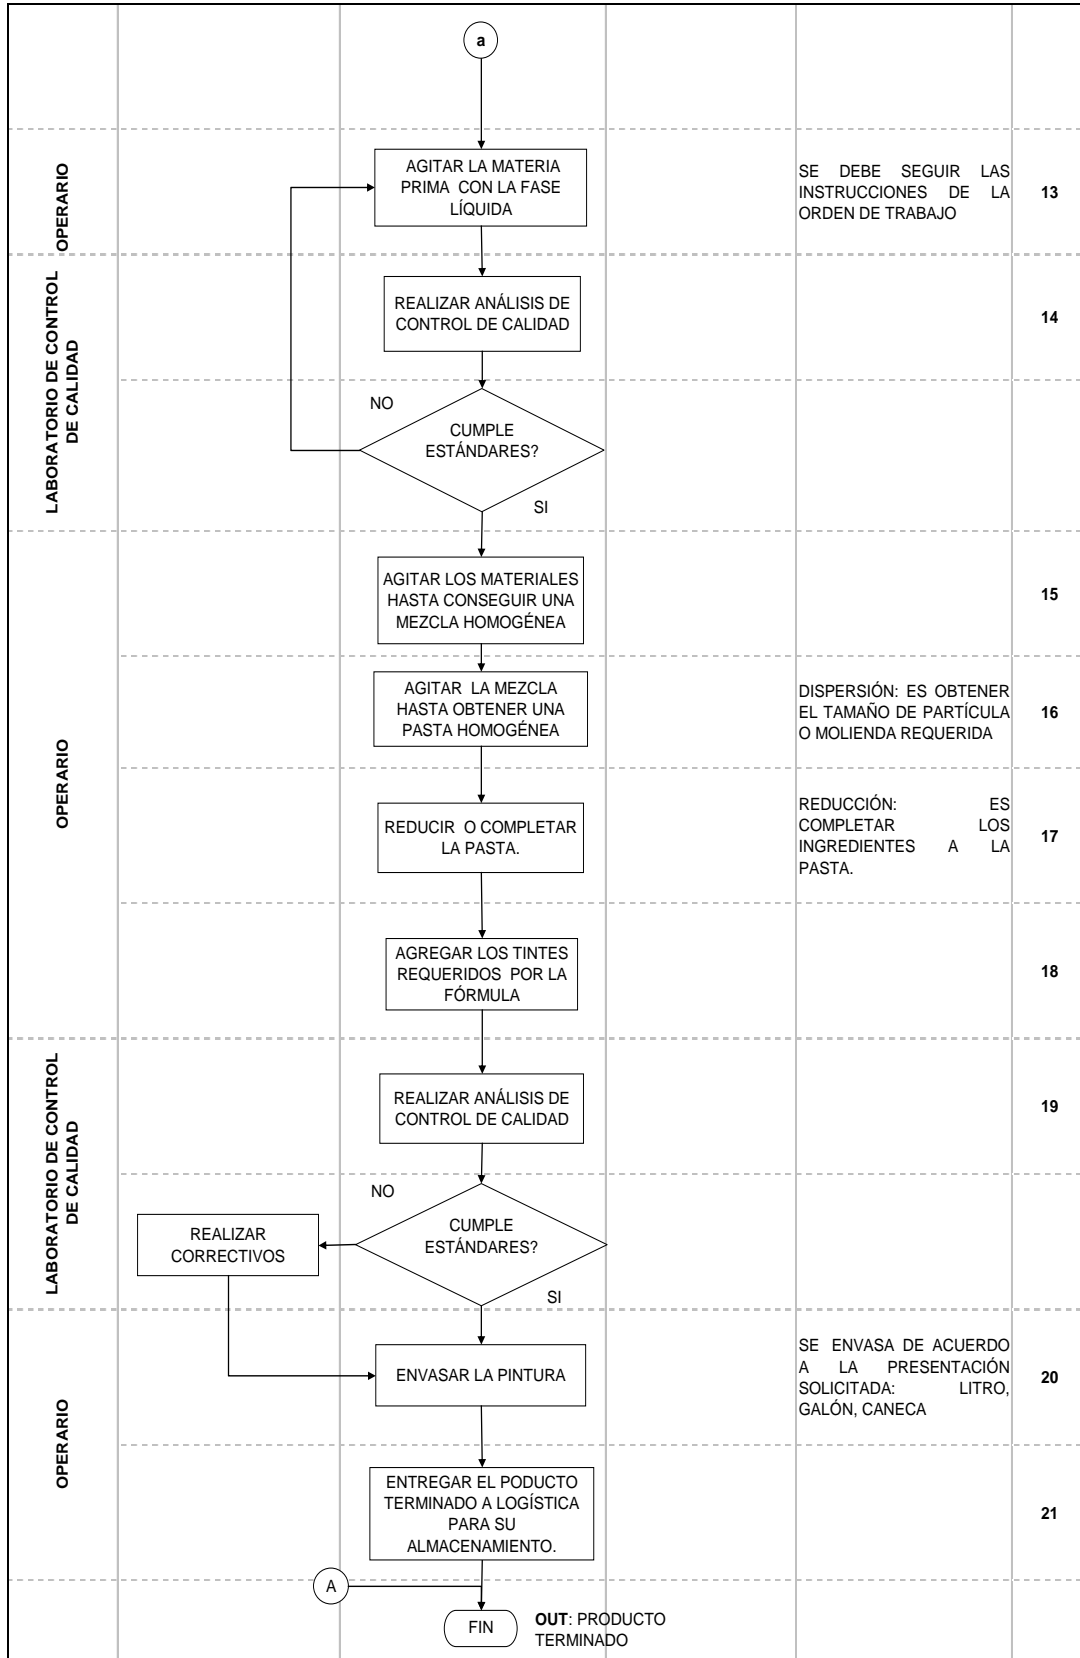 a
OPERARIO
AGITAR LA MATERIA
PRIMA CON LA FASE
LÍQUIDA
SE DEBE SEGUIR LAS
INSTRUCCIONES DE LA
ORDEN DE TRABAJO
13
LABORATORIO DE CONTROL
DE CALIDAD
REALIZAR ANÁLISIS DE
CONTROL DE CALIDAD
14
NO
CUMPLE
ESTÁNDARES?
SI
OPERARIO
AGITAR LOS MATERIALES
HASTA CONSEGUIR UNA
MEZCLA HOMOGÉNEA
15
AGITAR LA MEZCLA
HASTA OBTENER UNA
PASTA HOMOGÉNEA
DISPERSIÓN: ES OBTENER
EL TAMAÑO DE PARTÍCULA
O MOLIENDA REQUERIDA
16
REDUCIR O COMPLETAR
LA PASTA.
REDUCCIÓN: ES
COMPLETAR LOS
INGREDIENTES A LA
PASTA.
17
AGREGAR LOS TINTES
REQUERIDOS POR LA
FÓRMULA
18
LABORATORIO DE CONTROL
DE CALIDAD
REALIZAR ANÁLISIS DE
CONTROL DE CALIDAD
19
NO
CUMPLE
ESTÁNDARES?
REALIZAR
CORRECTIVOS
SI
OPERARIO
ENVASAR LA PINTURA
SE ENVASA DE ACUERDO
A LA PRESENTACIÓN
SOLICITADA: LITRO,
GALÓN, CANECA
20
ENTREGAR EL PODUCTO
TERMINADO A LOGÍSTICA
PARA SU
ALMACENAMIENTO.
21
A
FIN
OUT: PRODUCTO
TERMINADO